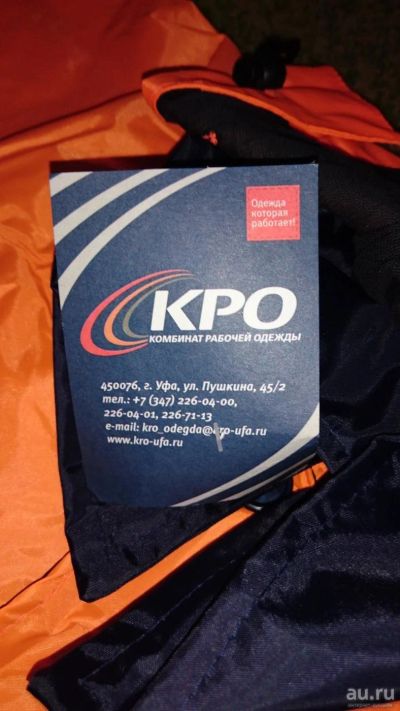 Одежда
которая
работает!
КРО
КОМБИНАТ РАБОЧЕЙ ОДЕЖДЫ
450076, г. Уфа, ул. Пушкина, 45/2
тел.: +7 (347) 226-04-00,
226-04-01, 226-71-13
e-mail: kro_odegda@kro-ufa.ru
www.kro-ufa.ru
au.ru